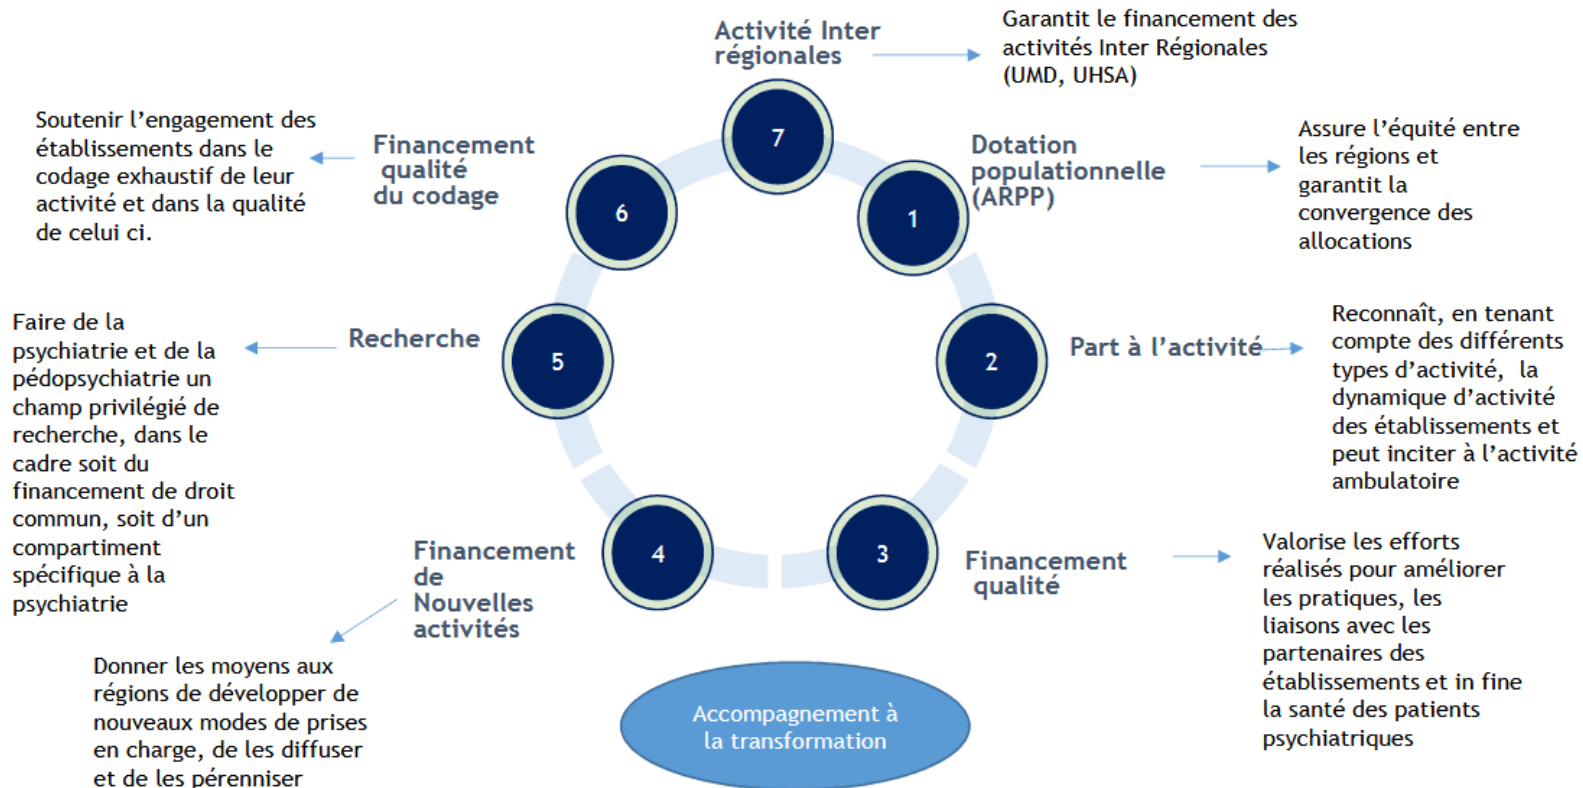 Activité Inter
régionales
7
Garantit le financement des
activités Inter Régionales
(UMD, UHSA)
Dotation
populationnelle
(ARPP)
1
Assure l’équité entre
les régions et
garantit la
convergence des
allocations
Part à l’activité
2
Reconnaît, en tenant
compte des différents
types d’activité, la
dynamique d’activité
des établissements et
peut inciter à l’activité
ambulatoire
Financement
qualité
3
Valorise les efforts
réalisés pour améliorer
les pratiques, les
liaisons avec les
partenaires des
établissements et in fine
la santé des patients
psychiatriques
Financement
de
Nouvelles
activités
4
Donner les moyens aux
régions de développer de
nouveaux modes de prises
en charge, de les diffuser
et de les pérenniser
Recherche
5
Faire de la
psychiatrie et de la
pédopsychiatrie un
champ privilégié de
recherche, dans le
cadre soit du
financement de droit
commun, soit d’un
compartiment
spécifique à la
psychiatrie
Financement
qualité
du codage
6
Soutenir l’engagement des
établissements dans le
codage exhaustif de leur
activité et dans la qualité
de celui ci.
Accompagnement à
la transformation